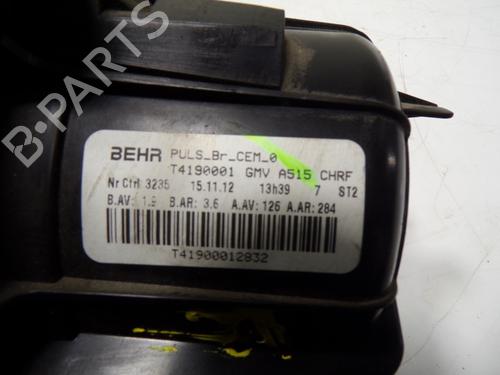 BEHR PULS_Br_CEM_0
T4190001 GMV A515 CHRF
Nr Ctrl 3235 15.11.12 13h39 7 ST2
B.AV: 1.9 B.AR: 3.6 A.AV: 126 A.AR: 284
T41900012832
B-Parts